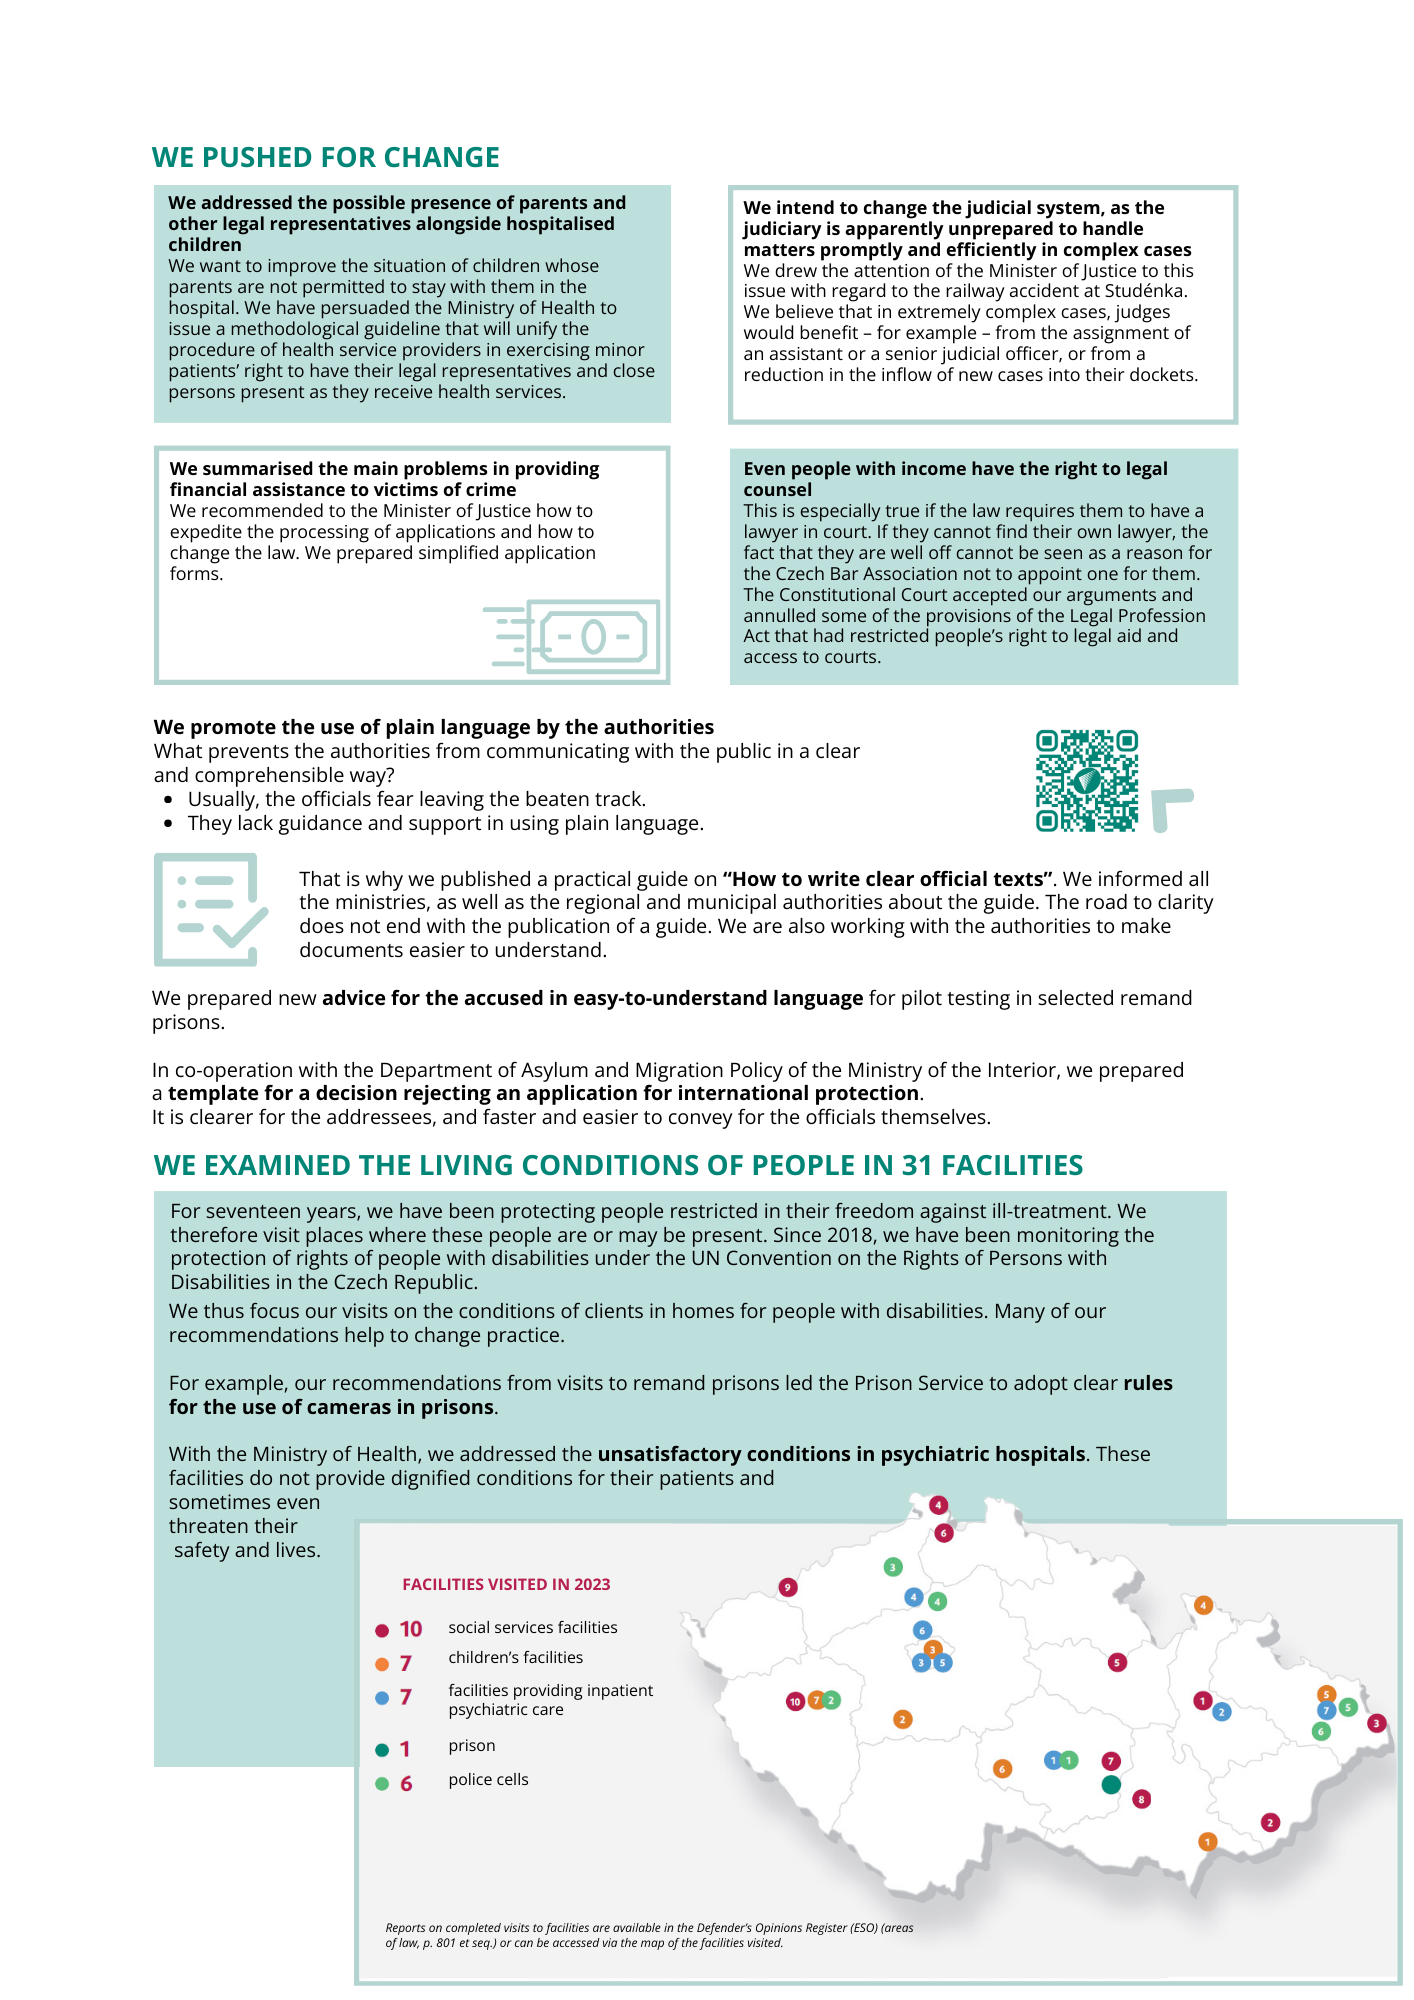 WE PUSHED FOR CHANGE
We addressed the possible presence of parents and
other legal representatives alongside hospitalised
children
We want to improve the situation of children whose
parents are not permitted to stay with them in the
hospital. We have persuaded the Ministry of Health to
issue a methodological guideline that will unify the
procedure of health service providers in exercising minor
patients’ right to have their legal representatives and close
persons present as they receive health services.
We intend to change the judicial system, as the
judiciary is apparently unprepared to handle
matters promptly and efficiently in complex cases
We drew the attention of the Minister of Justice to this
issue with regard to the railway accident at Studénka.
We believe that in extremely complex cases, judges
would benefit – for example – from the assignment of
an assistant or a senior judicial officer, or from a
reduction in the inflow of new cases into their dockets.
We summarised the main problems in providing
financial assistance to victims of crime
We recommended to the Minister of Justice how to
expedite the processing of applications and how to
change the law. We prepared simplified application
forms.
Even people with income have the right to legal
counsel
This is especially true if the law requires them to have a
lawyer in court. If they cannot find their own lawyer, the
fact that they are well off cannot be seen as a reason for
the Czech Bar Association not to appoint one for them.
The Constitutional Court accepted our arguments and
annulled some of the provisions of the Legal Profession
Act that had restricted people’s right to legal aid and
access to courts.
We promote the use of plain language by the authorities
What prevents the authorities from communicating with the public in a clear
and comprehensible way?
• Usually, the officials fear leaving the beaten track.
• They lack guidance and support in using plain language.
That is why we published a practical guide on “How to write clear official texts”. We informed all
the ministries, as well as the regional and municipal authorities about the guide. The road to clarity
does not end with the publication of a guide. We are also working with the authorities to make
documents easier to understand.
We prepared new advice for the accused in easy-to-understand language for pilot testing in selected remand
prisons.
In co-operation with the Department of Asylum and Migration Policy of the Ministry of the Interior, we prepared
a template for a decision rejecting an application for international protection.
It is clearer for the addressees, and faster and easier to convey for the officials themselves.
WE EXAMINED THE LIVING CONDITIONS OF PEOPLE IN 31 FACILITIES
For seventeen years, we have been protecting people restricted in their freedom against ill-treatment. We
therefore visit places where these people are or may be present. Since 2018, we have been monitoring the
protection of rights of people with disabilities under the UN Convention on the Rights of Persons with
Disabilities in the Czech Republic.
We thus focus our visits on the conditions of clients in homes for people with disabilities. Many of our
recommendations help to change practice.
For example, our recommendations from visits to remand prisons led the Prison Service to adopt clear rules
for the use of cameras in prisons.
With the Ministry of Health, we addressed the unsatisfactory conditions in psychiatric hospitals. These
facilities do not provide dignified conditions for their patients and
sometimes even
threaten their
safety and lives.
FACILITIES VISITED IN 2023
10 social services facilities
7 children’s facilities
7 facilities providing inpatient
psychiatric care
1 prison
6 police cells
4
6
3
9
4 4
4
6
3
3 5
5
10 7 2
1
2
2
5
7 5
3
6
6
1 1
7
8
2
1
Reports on completed visits to facilities are available in the Defender’s Opinions Register (ESO) (areas
of law, p. 801 et seq.) or can be accessed via the map of the facilities visited.